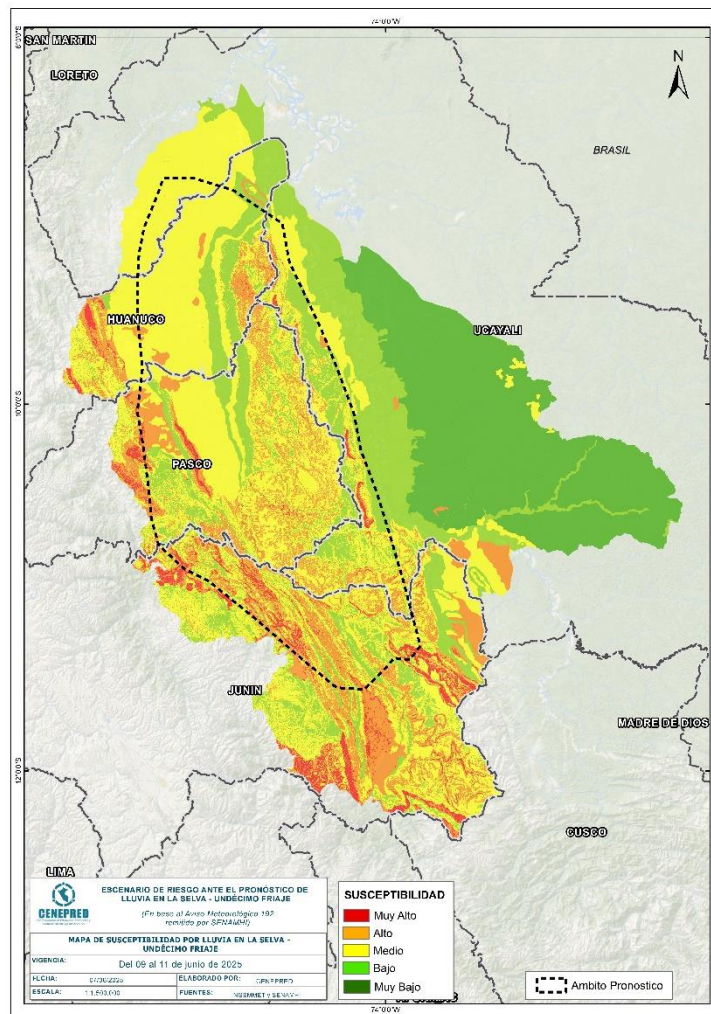 74°0'0"W
SAN MARTIN
LORETO
N
BRASIL
HUANUCO
UCAYALI
PASCO
JUNIN
MADRE DE DIOS
12°0'0"S
CUSCO
LIMA
CENEPRED
ESCENARIO DE RIESGO ANTE EL PRONÓSTICO DE
LLUVIA EN LA SELVA - UNDÉCIMO FRIAJE
(En base al Aviso Meteorológico 192
remitido por SENAMHI)
MAPA DE SUSCEPTIBILIDAD POR LLUVIA EN LA SELVA -
UNDÉCIMO FRIAJE
VIGENCIA: Del 09 al 11 de junio de 2025
FECHA: ELABORADO POR: CENEPRED
ESCALA: FUENTES:
SUSCEPTIBILIDAD
Muy Alto
Alto
Medio
Bajo
Muy Bajo
Ambito Pronostico
74°0'0"W